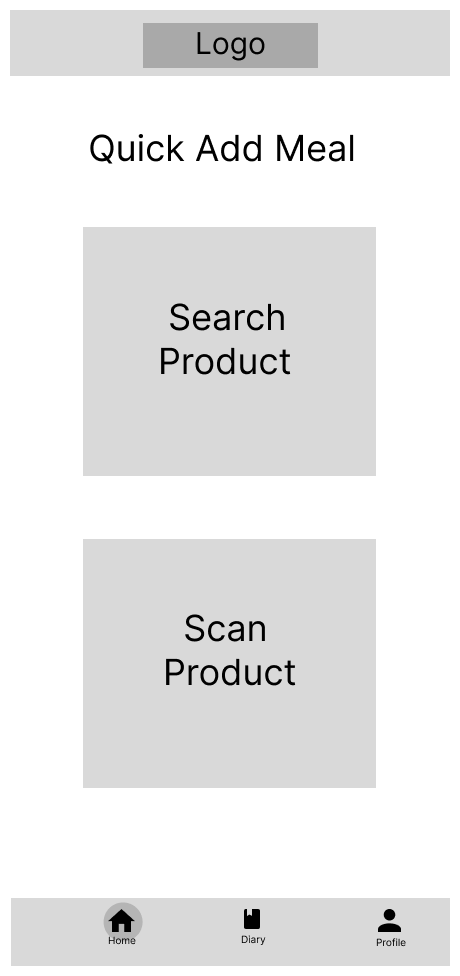 Logo
Quick Add Meal
Search
Product
Scan
Product
Home
Diary
Profile